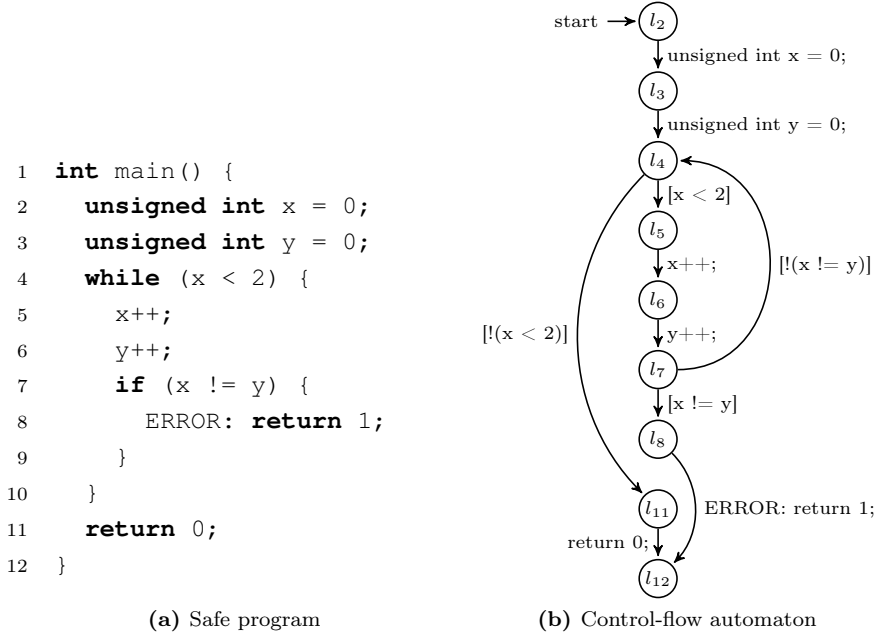 1 int main() {
2 unsigned int x = 0;
3 unsigned int y = 0;
4 while (x < 2) {
5 x++;
6 y++;
7 if (x != y) {
8 ERROR: return 1;
9 }
10 }
11 return 0;
12 }
(a) Safe program
start
l2
unsigned int x = 0;
l3
unsigned int y = 0;
l4
[x < 2]
l5
x++;
[!(x != y)]
l6
[!(x < 2)]
y++;
l7
[x != y]
l8
l11
ERROR: return 1;
return 0;
l12
(b) Control-flow automaton